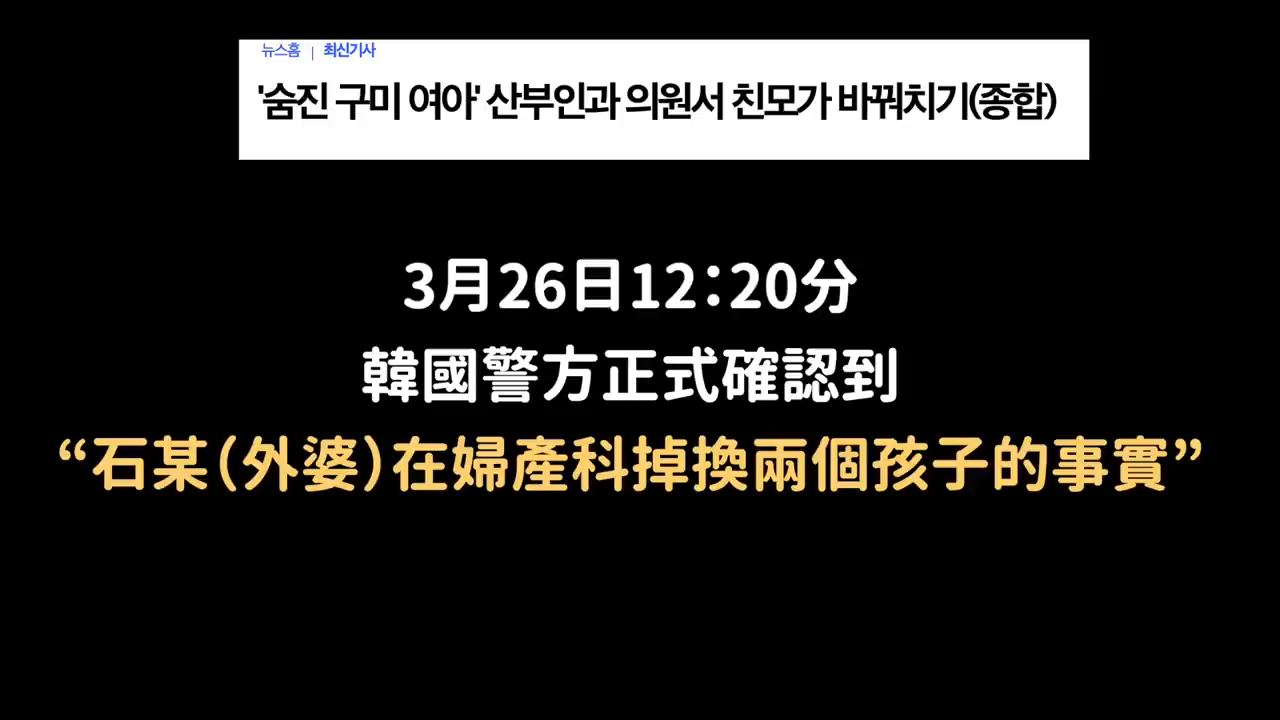 뉴스홈 | 최신기사
'숨진 구미 여아' 산부인과 의원서 친모가 바꿔치기(종합)
3月26日12:20分
韓國警方正式確認到
“石某(外婆)在婦產科掉換兩個孩子的事實”